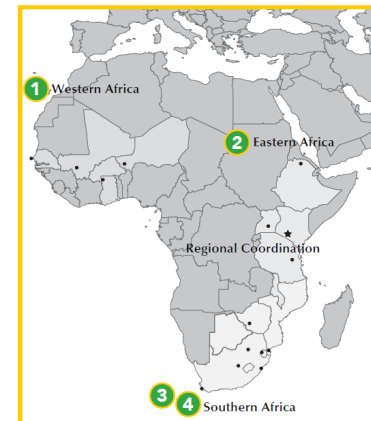 1 Western Africa
2 Eastern Africa
Regional Coordination
3 4 Southern Africa